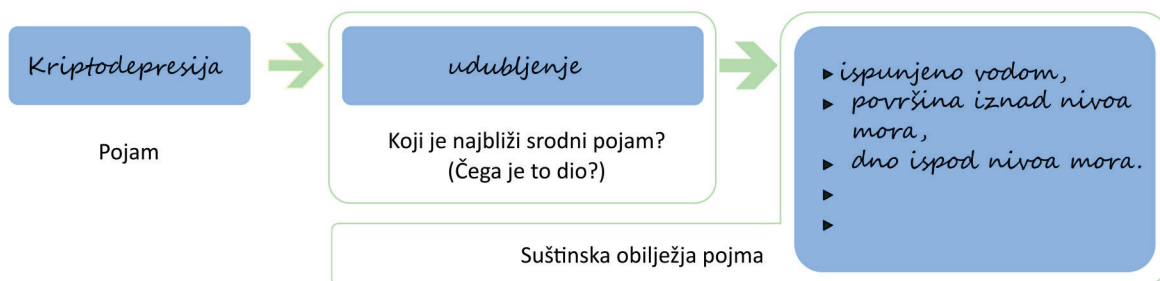 Kriptodepresija
Pojam
udubljenje
Koji je najbliži srodni pojam?
(Čega je to dio?)
ispunjeno vodom,
površina iznad nivoa
mora,
dno ispod nivoa mora.
Suštinska obilježja pojma